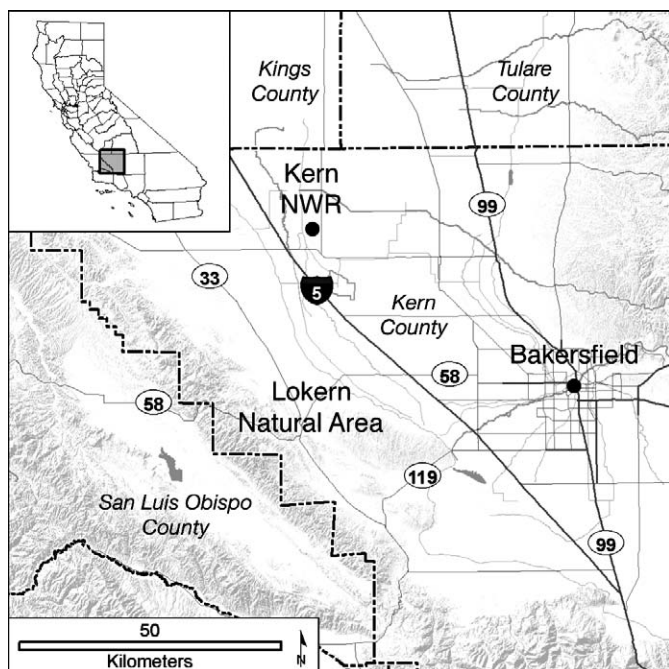 Kings
County
Tulare
County
Kern
NWR
99
33
5
Kern
County
Bakersfield
58
Lokern
Natural Area
58
119
San Luis Obispo
County
99
50
Kilometers
N